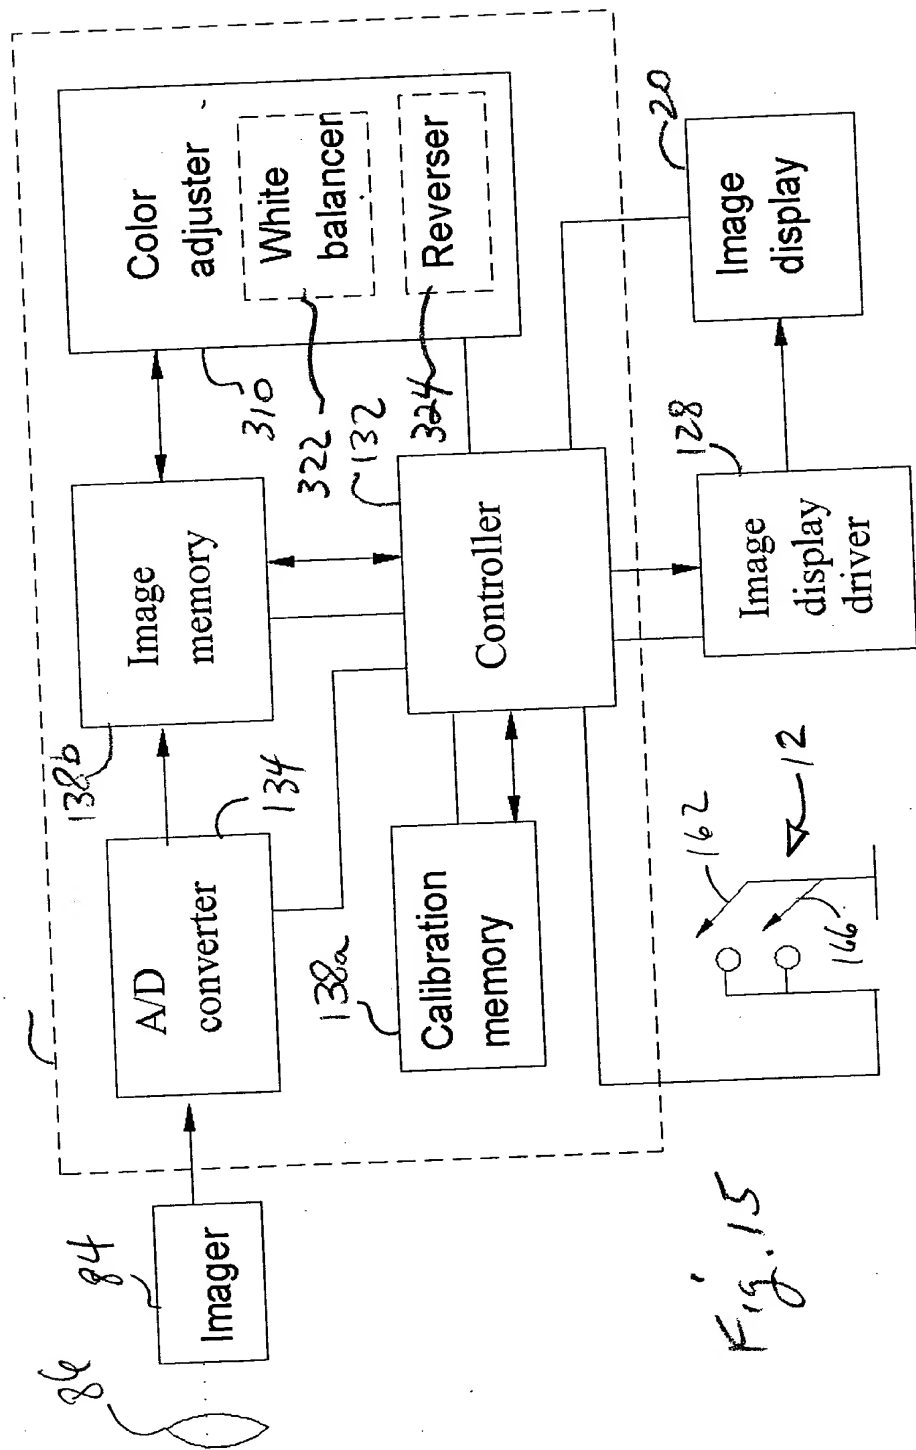 86
84
Imager
A/D
converter
134
138b
Image
memory
310
Color
adjuster
White
balancer
Reverser
322
324
132
Controller
138a
Calibration
memory
162
166
12
128
Image
display
driver
20
Image
display
Fig. 15